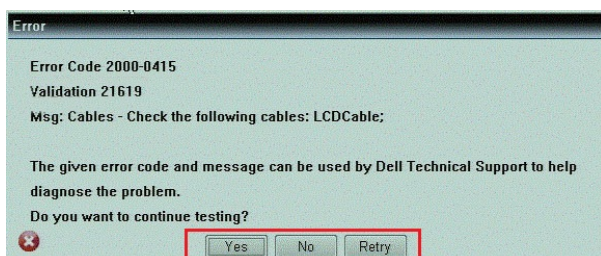 Error
Error Code 2000-0415
Validation 21619
Msg: Cables - Check the following cables: LCDCable;
The given error code and message can be used by Dell Technical Support to help
diagnose the problem.
Do you want to continue testing?
Yes No Retry